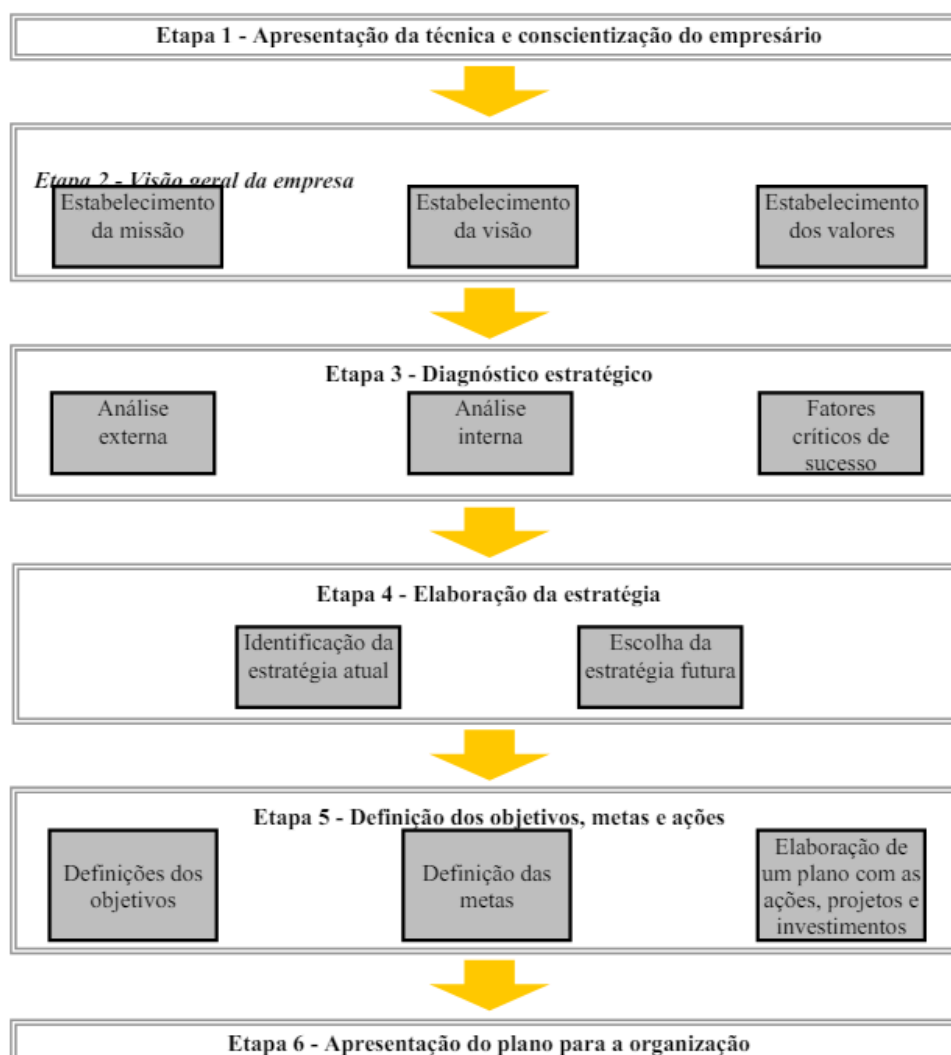 Etapa 1 - Apresentação da técnica e conscientização do empresário
Etapa 2 - Visão geral da empresa
Estabelecimento
da missão
Estabelecimento
da visão
Estabelecimento
dos valores
Etapa 3 - Diagnóstico estratégico
Análise
externa
Análise
interna
Fatores
críticos de
sucesso
Etapa 4 - Elaboração da estratégia
Identificação da
estratégia atual
Escolha da
estratégia futura
Etapa 5 - Definição dos objetivos, metas e ações
Definições dos
objetivos
Definição das
metas
Elaboração de
um plano com as
ações, projetos e
investimentos
Etapa 6 - Apresentação do plano para a organização